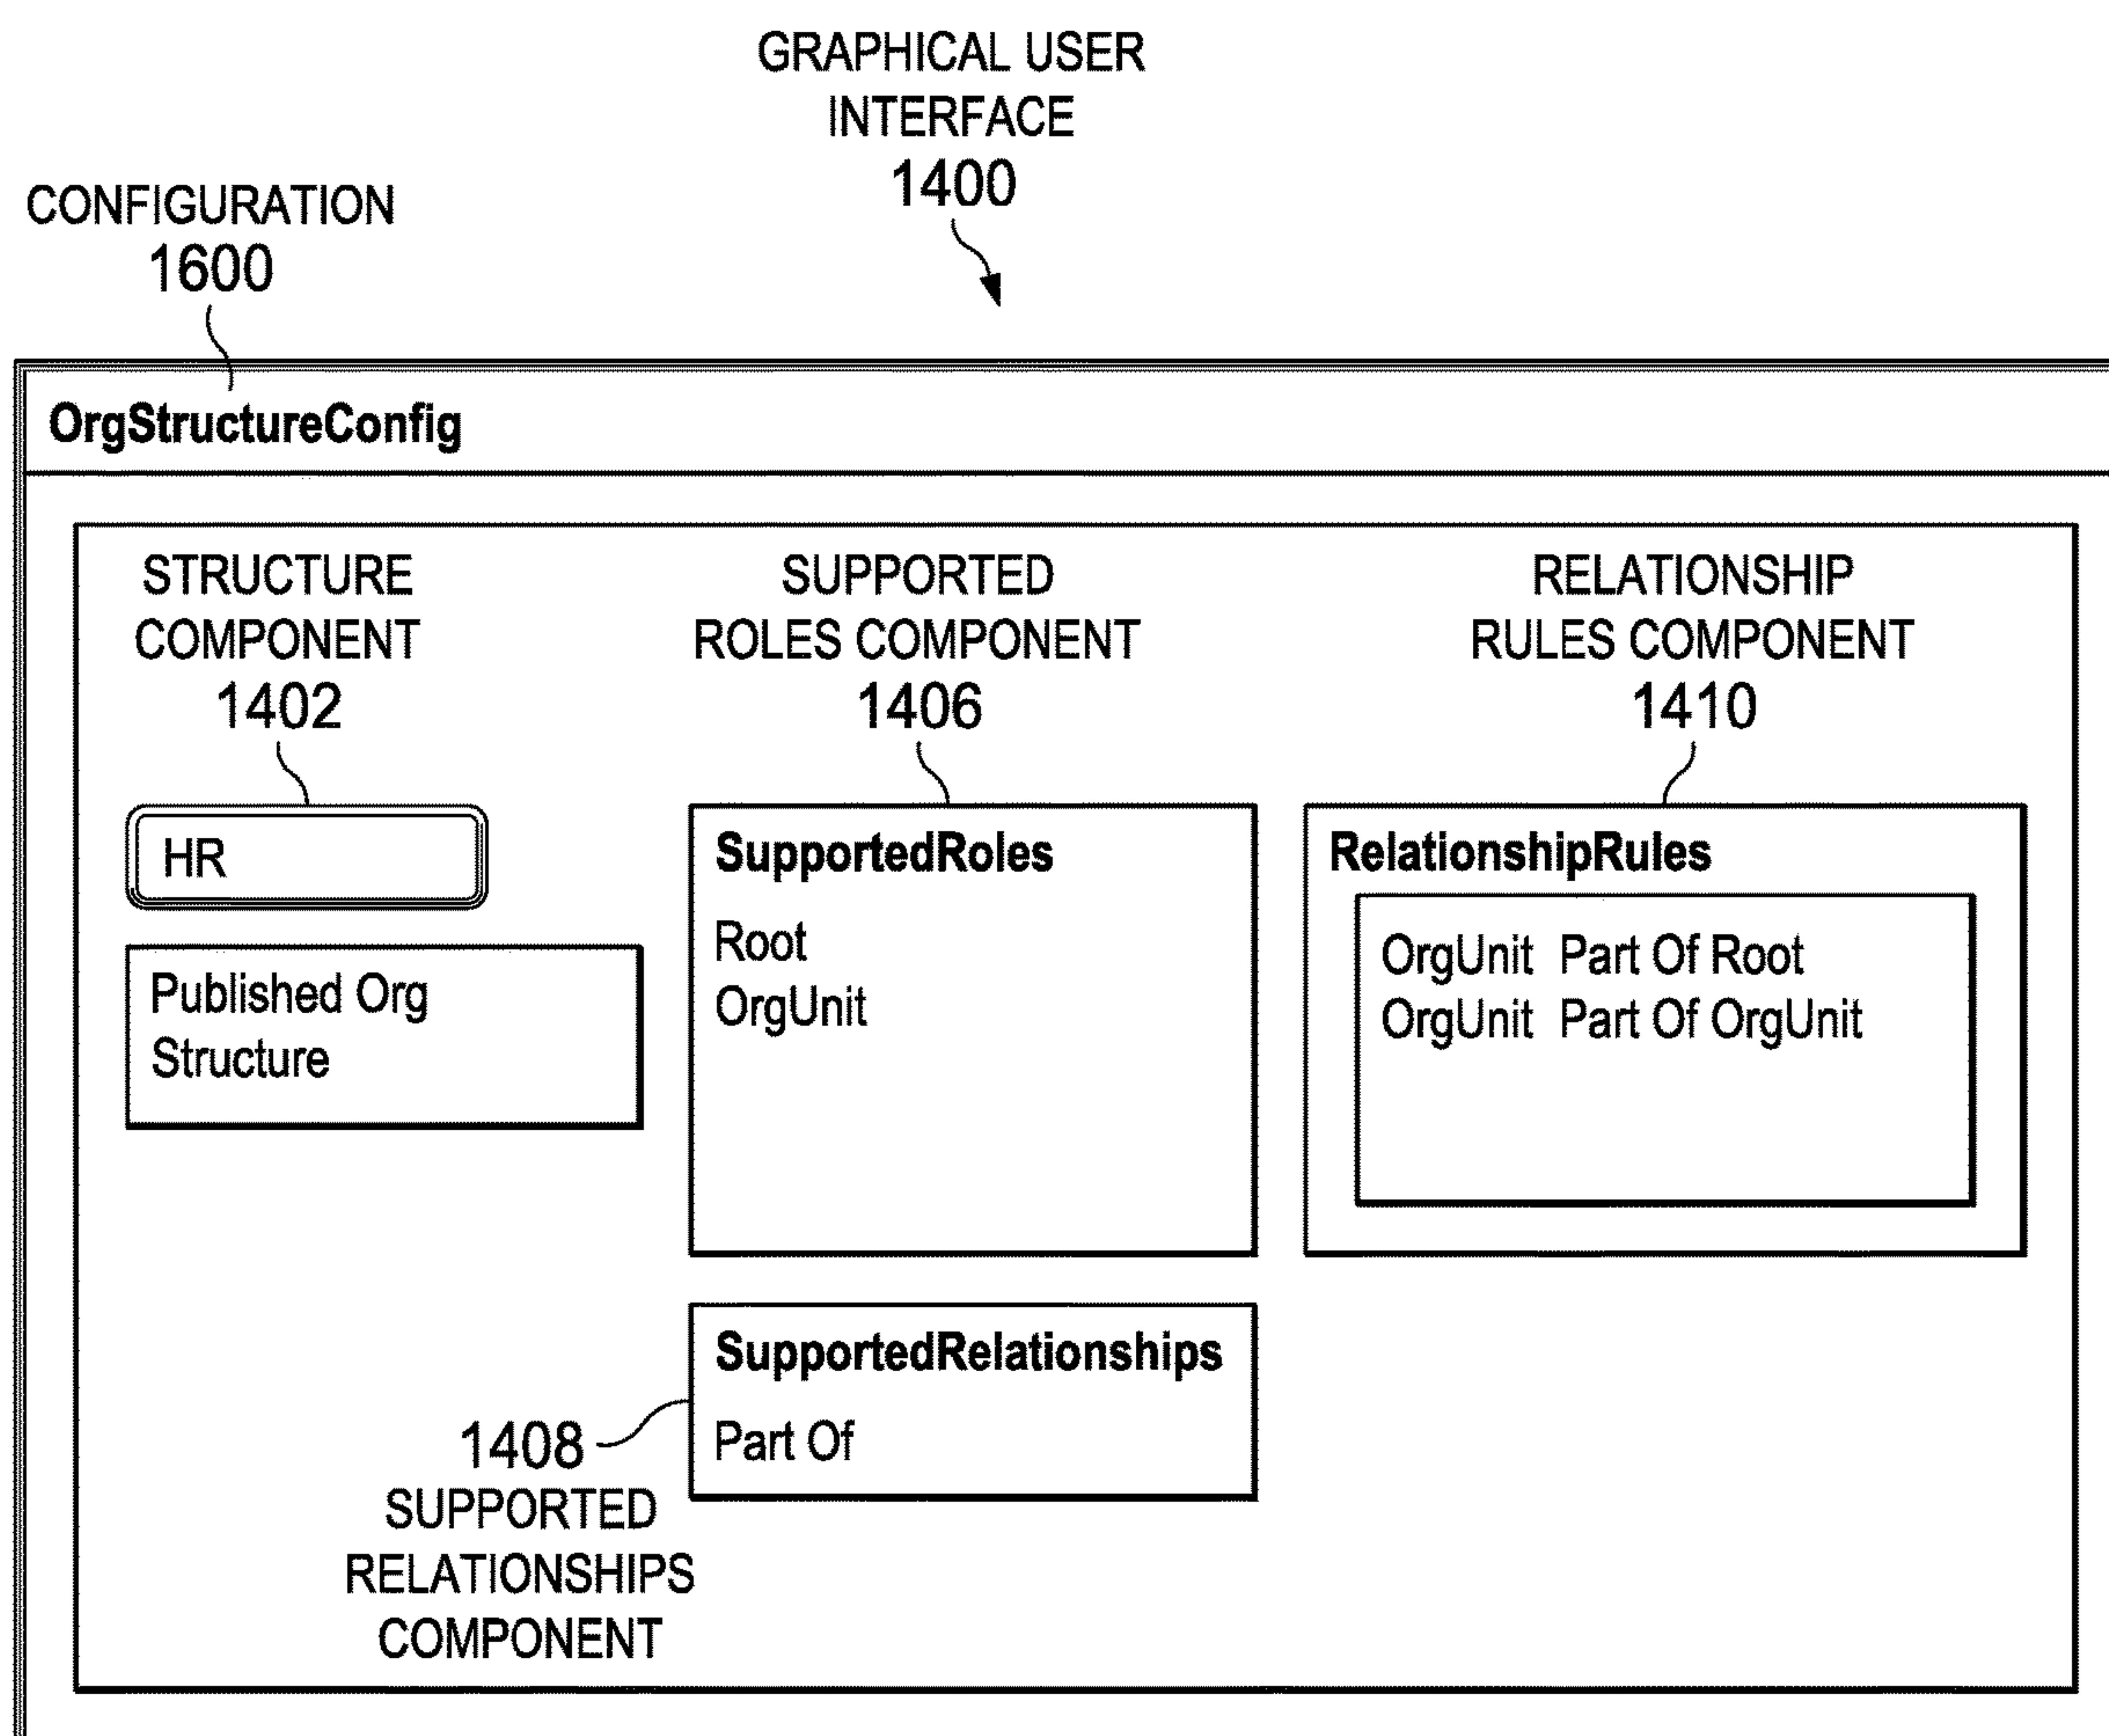 GRAPHICAL USER
INTERFACE
1400
CONFIGURATION
1600
OrgStructureConfig
STRUCTURE
COMPONENT
1402
SUPPORTED
ROLES COMPONENT
1406
RELATIONSHIP
RULES COMPONENT
1410
HR
Published Org
Structure
SupportedRoles
Root
OrgUnit
RelationshipRules
OrgUnit Part Of Root
OrgUnit Part Of OrgUnit
SupportedRelationships
Part Of
1408
SUPPORTED
RELATIONSHIPS
COMPONENT